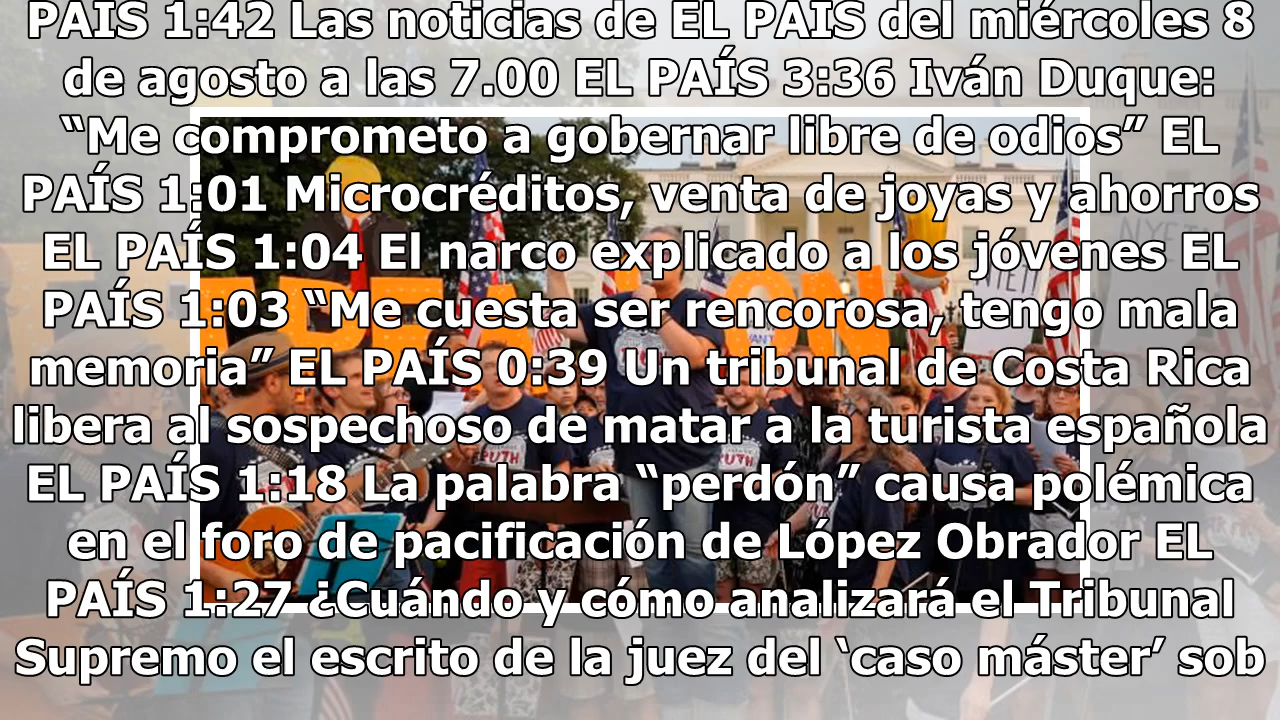 PAÍS 1:42 Las noticias de EL PAÍS del miércoles 8
de agosto a las 7.00 EL PAÍS 3:36 Iván Duque:
“Me comprometo a gobernar libre de odios” EL
PAÍS 1:01 Microcréditos, venta de joyas y ahorros
EL PAÍS 1:04 El narco explicado a los jóvenes EL
PAÍS 1:03 “Me cuesta ser rencorosa, tengo mala
memoria” EL PAÍS 0:39 Un tribunal de Costa Rica
libera al sospechoso de matar a la turista española
EL PAÍS 1:18 La palabra “perdón” causa polémica
en el foro de pacificación de López Obrador EL
PAÍS 1:27 ¿Cuándo y cómo analizará el Tribunal
Supremo el escrito de la juez del ‘caso máster’ sob
NYET